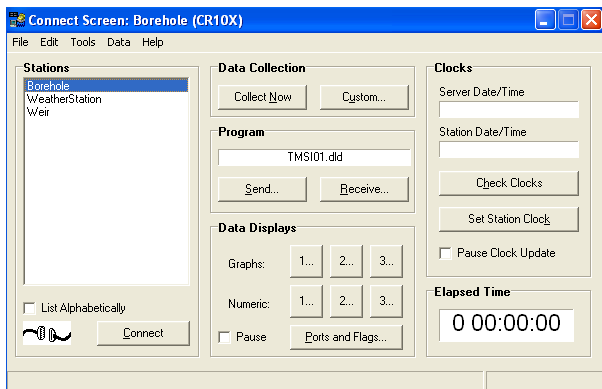 Connect Screen: Borehole (CR10X)
File Edit Tools Data Help
Stations
Borehole
WeatherStation
Weir
List Alphabetically
Connect
Data Collection
Collect Now
Custom...
Program
TMSI01.dld
Send...
Receive...
Data Displays
Graphs:
1...
2...
3...
Numeric:
1...
2...
3...
Pause
Ports and Flags...
Clocks
Server Date/Time
Station Date/Time
Check Clocks
Set Station Clock
Pause Clock Update
Elapsed Time
0 00:00:00